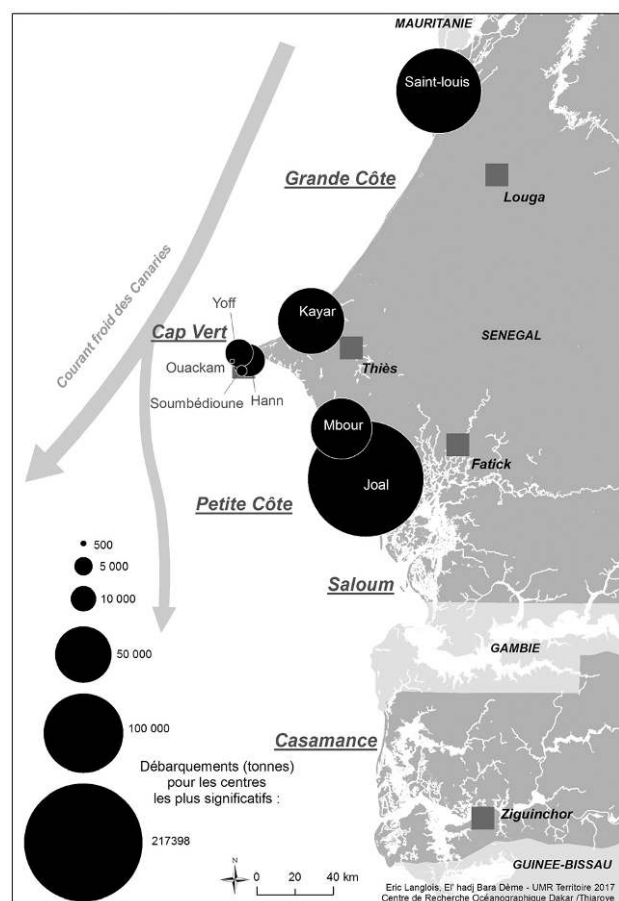 MAURITANIE
Saint-louis
Grande Côte
Louga
Courant froid des Canaries
Yoff
Kayar
Cap Vert
SENEGAL
Ouackam
Thiès
Soumbédioune
Hann
Mbour
Fatick
Joal
Petite Côte
500
5 000
Saloum
10 000
GAMBIE
50 000
100 000
Casamance
Débarquements (tonnes)
pour les centres
les plus significatifs :
Ziguinchor
217398
GUINEE-BISSAU
N
0 20 40 km
Eric Langlois, El' hadj Bara Dème - UMR Territoire 2017
Centre de Recherche Océanographique Dakar /Thiaroye